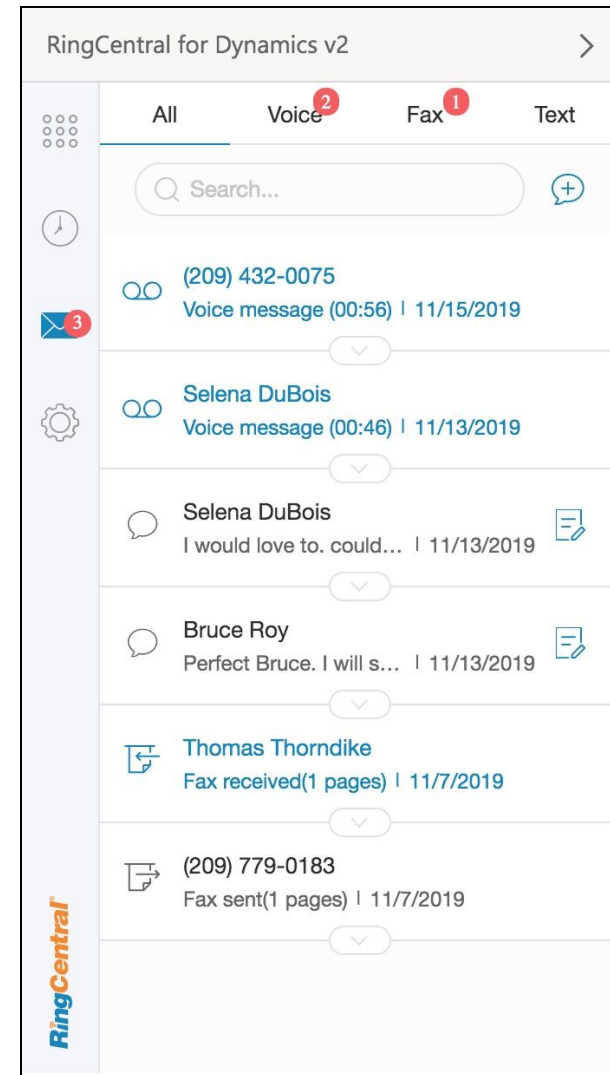 RingCentral for Dynamics v2
All Voice 2 Fax 1 Text
Search...
(209) 432-0075
Voice message (00:56) | 11/15/2019
3
Selena DuBois
Voice message (00:46) | 11/13/2019
Selena DuBois
I would love to. could... | 11/13/2019
Bruce Roy
Perfect Bruce. I will s... | 11/13/2019
Thomas Thorndike
Fax received(1 pages) | 11/7/2019
(209) 779-0183
Fax sent(1 pages) | 11/7/2019
RingCentral